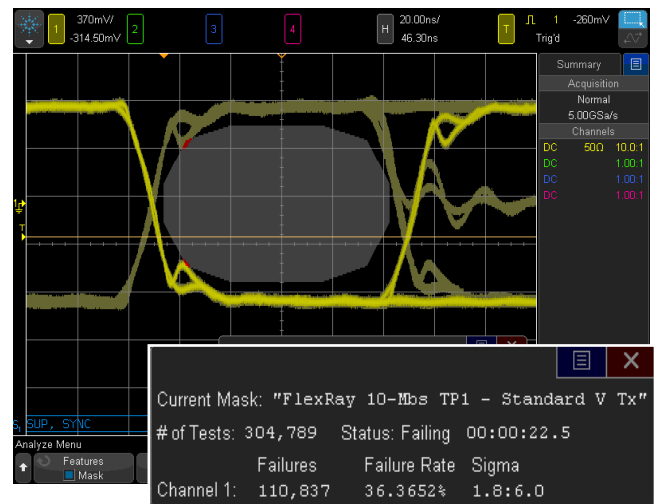 1 370mV/ 2 3 4 H 20.00ns/ T 1 -260mV
-314.50mV 46.30ns Trig'd
Summary
Acquisition
Normal
5.00GSa/s
Channels
DC 50Ω 10.0:1
DC 1.00:1
DC 1.00:1
DC 1.00:1
1
T
S1 SUP, SYNC
Analyze Menu
Features
Mask
Current Mask: "FlexRay 10-Mbs TP1 - Standard V Tx"
# of Tests: 304,789 Status: Failing 00:00:22.5
Failures Failure Rate Sigma
Channel 1: 110,837 36.3652% 1.8:6.0